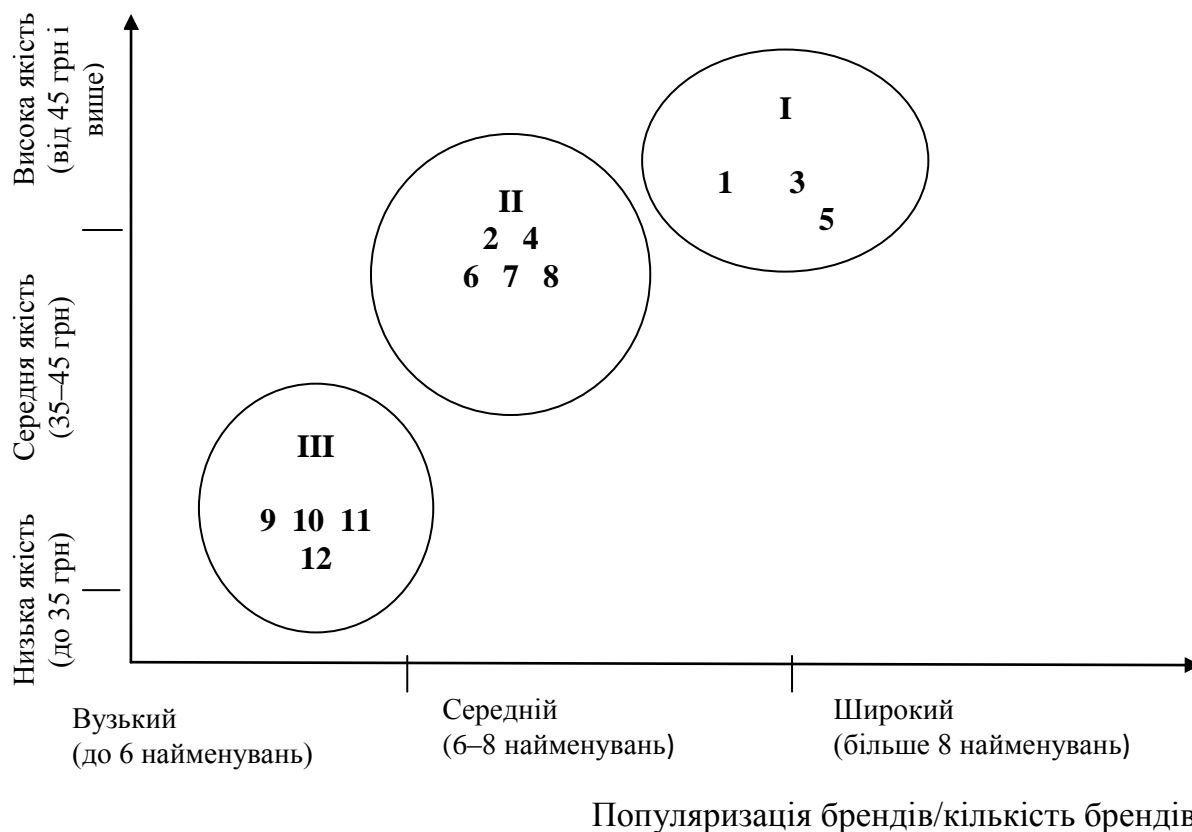 Висока якість
(від 45 грн і
вище)
Середня якість
(35–45 грн)
Низька якість
(до 35 грн)
I
1 3
5
II
2 4
6 7 8
III
9 10 11
12
Вузький
(до 6 найменувань)
Середній
(6–8 найменувань)
Широкий
(більше 8 найменувань)
Популяризація брендів/кількість брендів